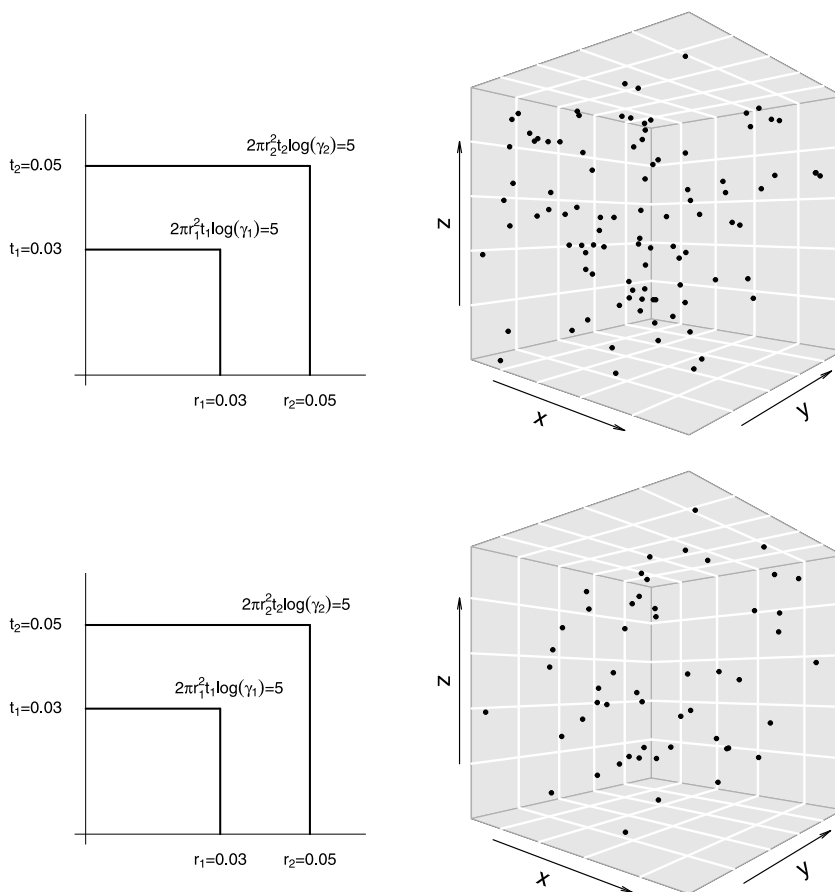 2πr₂²t₂log(γ₂)=5
t₂=0.05
2πr₁²t₁log(γ₁)=5
t₁=0.03
r₁=0.03 r₂=0.05
z
x
y
2πr₂²t₂log(γ₂)=5
t₂=0.05
2πr₁²t₁log(γ₁)=5
t₁=0.03
r₁=0.03 r₂=0.05
z
x
y